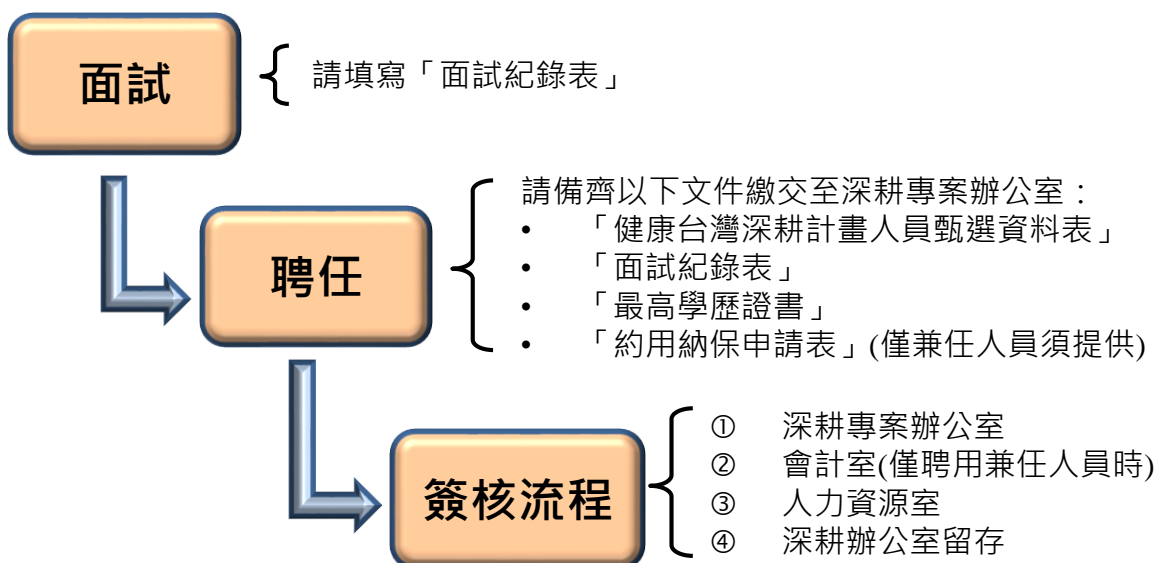 面試
請填寫「面試紀錄表」
聘任
請備齊以下文件繳交至深耕專案辦公室：
• 「健康台灣深耕計畫人員甄選資料表」
• 「面試紀錄表」
• 「最高學歷證書」
• 「約用納保申請表」(僅兼任人員須提供)
簽核流程
① 深耕專案辦公室
② 會計室(僅聘用兼任人員時)
③ 人力資源室
④ 深耕辦公室留存